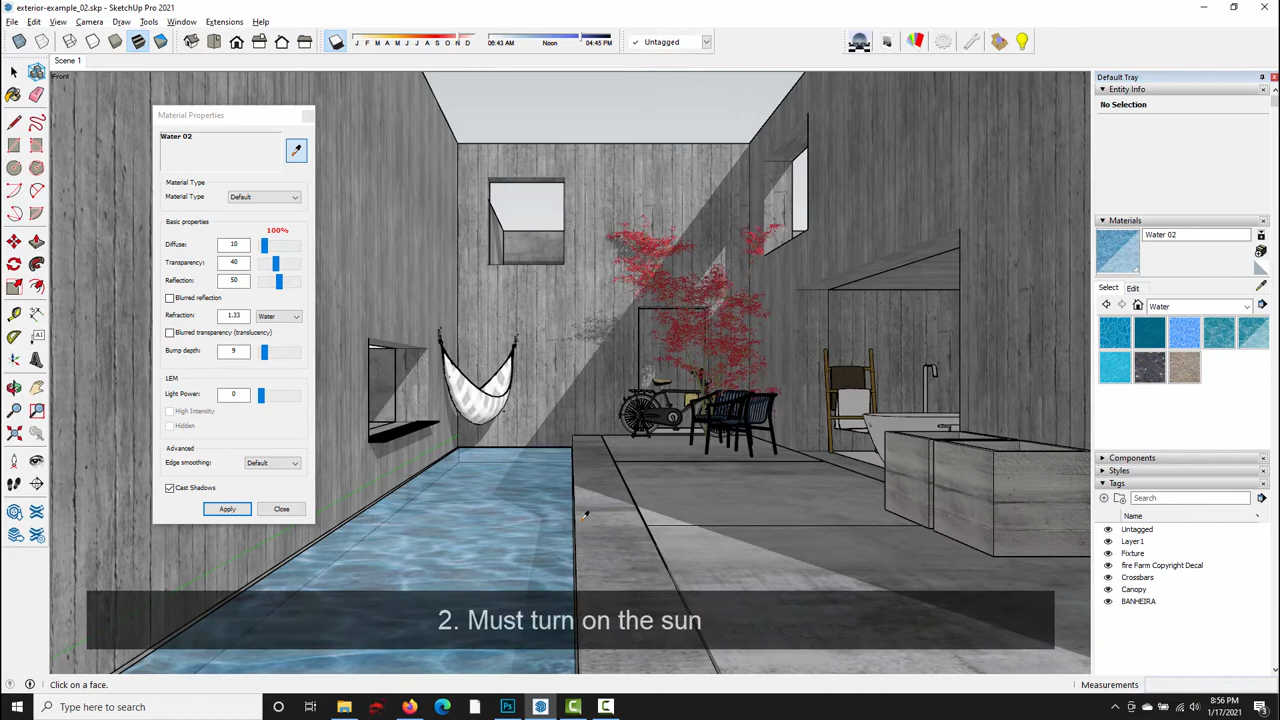 exterior-example_02.skp - SketchUp Pro 2021
File Edit View Camera Draw Tools Window Extensions Help
J F M A M J J A S O N D
06:43 AM Noon 04:45 PM
✓ Untagged
Scene 1
Front
Material Properties
Water 02
Material Type
Material Type Default
Basic properties
100%
Diffuse: 10
Transparency: 40
Reflection: 50
Blurred reflection
Refraction: 1.33 Water
Blurred transparency (translucency)
Bump depth: 9
LEM
Light Power: 0
High Intensity
Hidden
Advanced
Edge smoothing: Default
Cast Shadows
Apply Close
Default Tray
Entity Info
No Selection
Materials
Water 02
Select Edit
Water
Components
Styles
Tags
Search
Name
Untagged
Layer1
Fixture
fire Farm Copyright Decal
Crossbars
Canopy
BANHEIRA
2. Must turn on the sun
Click on a face.
Measurements
Type here to search
8:56 PM
1/17/2021